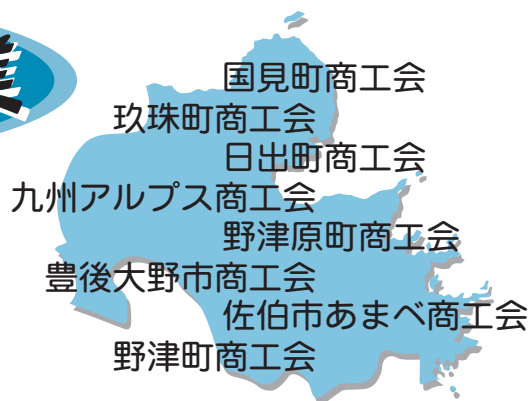 国見町商工会
玖珠町商工会
日出町商工会
九州アルプス商工会
野津原町商工会
豊後大野市商工会
佐伯市あまべ商工会
野津町商工会